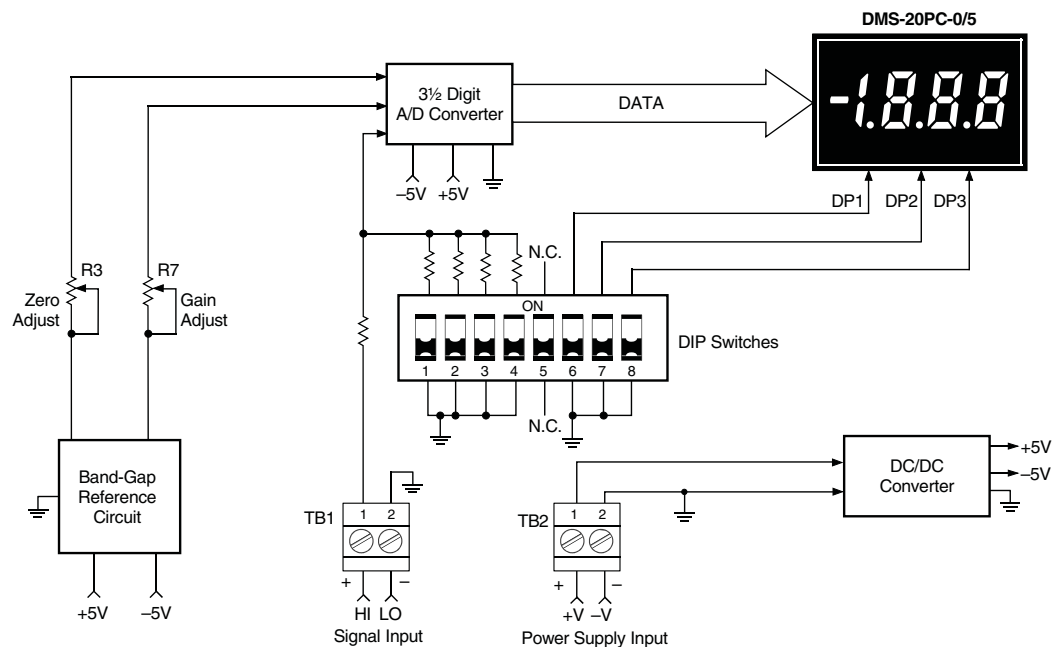 DMS-20PC-0/5
3½ Digit
A/D Converter
DATA
-1.8.8.8
–5V
+5V
DP1
DP2
DP3
R3
R7
Zero
Adjust
Gain
Adjust
N.C.
ON
DIP Switches
1 2 3 4 5 6 7 8
N.C.
Band-Gap
Reference
Circuit
+5V
–5V
TB1
1 2
+ –
HI LO
Signal Input
TB2
1 2
+ –
+V –V
Power Supply Input
DC/DC
Converter
+5V
–5V